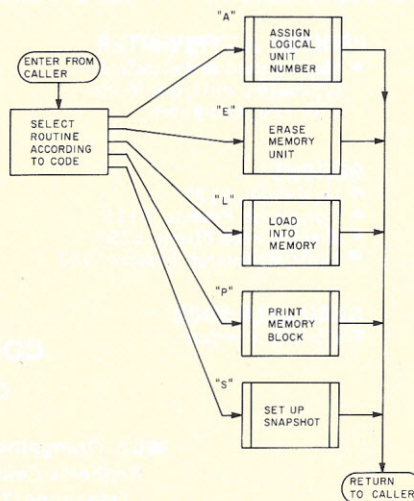 ENTER FROM
CALLER
SELECT
ROUTINE
ACCORDING
TO CODE
"A"
ASSIGN
LOGICAL
UNIT
NUMBER
"E"
ERASE
MEMORY
UNIT
"L"
LOAD
INTO
MEMORY
"P"
PRINT
MEMORY
BLOCK
"S"
SET UP
SNAPSHOT
RETURN
TO CALLER